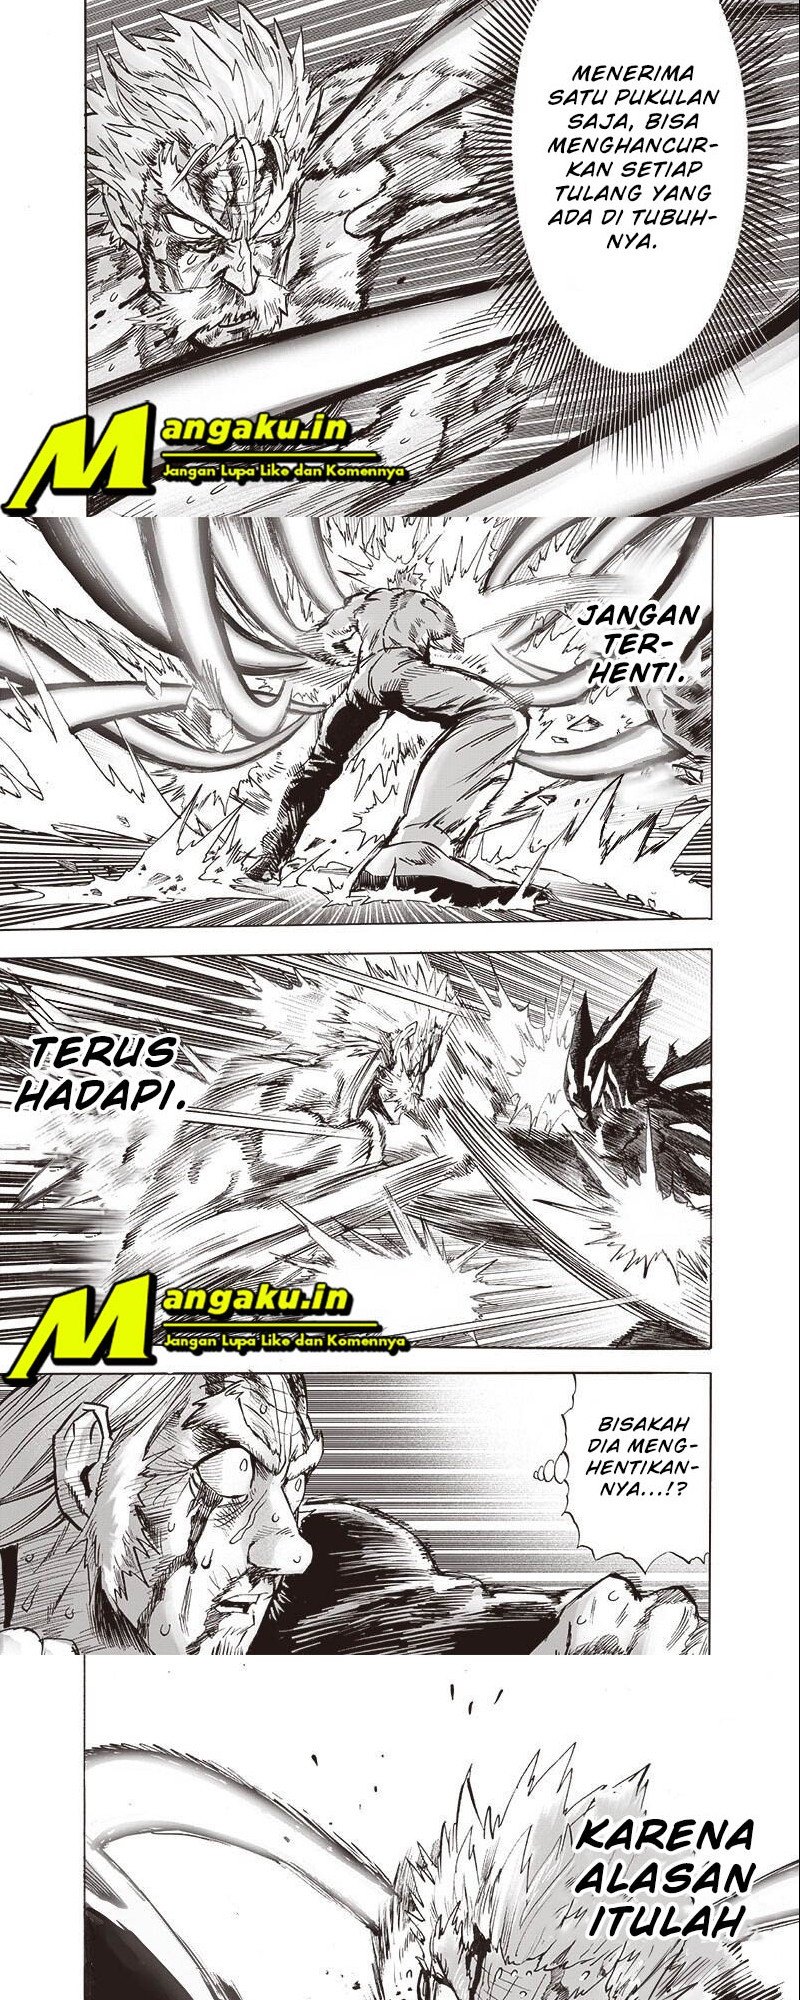 MENERIMA
SATU PUKULAN
SAJA, BISA
MENGHANCUR-
KAN SETIAP
TULANG YANG
ADA DI TUBUH-
NYA.
Mangaku.in
Jangan Lupa Like dan Komennya
JANGAN
TER-
HENTI.
TERUS
HADAPI.
Mangaku.in
Jangan Lupa Like dan Komennya
BISAKAH
DIA MENG-
HENTIKAN-
NYA...!?
KARENA
ALASAN
ITULAH